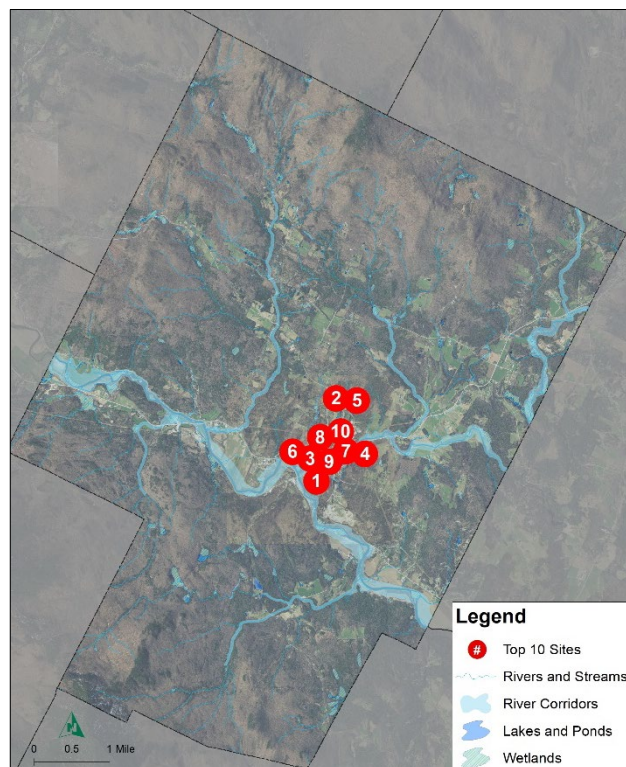 2
5
10
8
6
3
9
7
4
1
Legend
# Top 10 Sites
Rivers and Streams
River Corridors
Lakes and Ponds
Wetlands
0 0.5 1 Mile